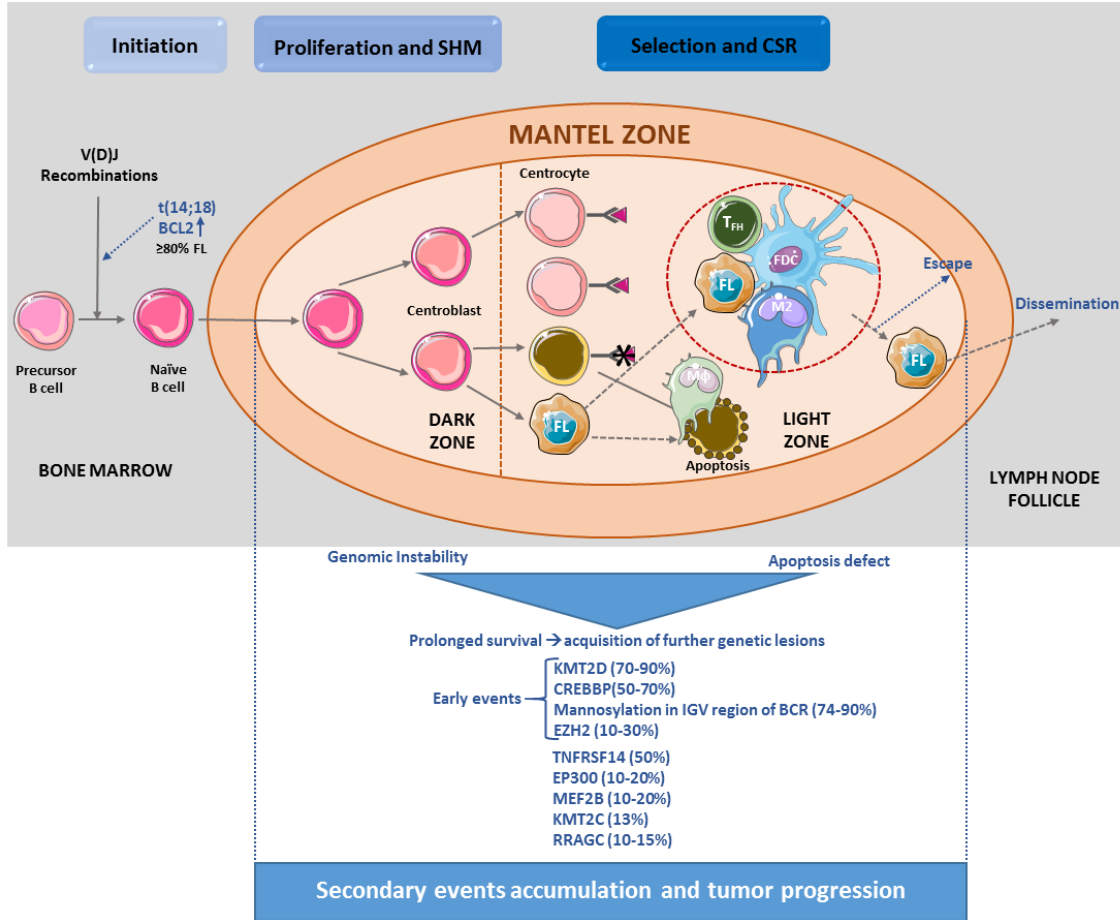 Initiation
Proliferation and SHM
Selection and CSR
MANTEL ZONE
V(D)J
Recombinations
t(14;18)
BCL2
≥80% FL
Precursor
B cell
Naïve
B cell
BONE MARROW
Centrocyte
Centroblast
DARK
ZONE
FL
TFH
FDC
FL
M2
Mϕ
Apoptosis
LIGHT
ZONE
Escape
FL
Dissemination
LYMPH NODE
FOLLICLE
Genomic Instability
Apoptosis defect
Prolonged survival → acquisition of further genetic lesions
Early events
KMT2D (70-90%)
CREBBP(50-70%)
Mannosylation in IGV region of BCR (74-90%)
EZH2 (10-30%)
TNFRSF14 (50%)
EP300 (10-20%)
MEF2B (10-20%)
KMT2C (13%)
RRAGC (10-15%)
Secondary events accumulation and tumor progression